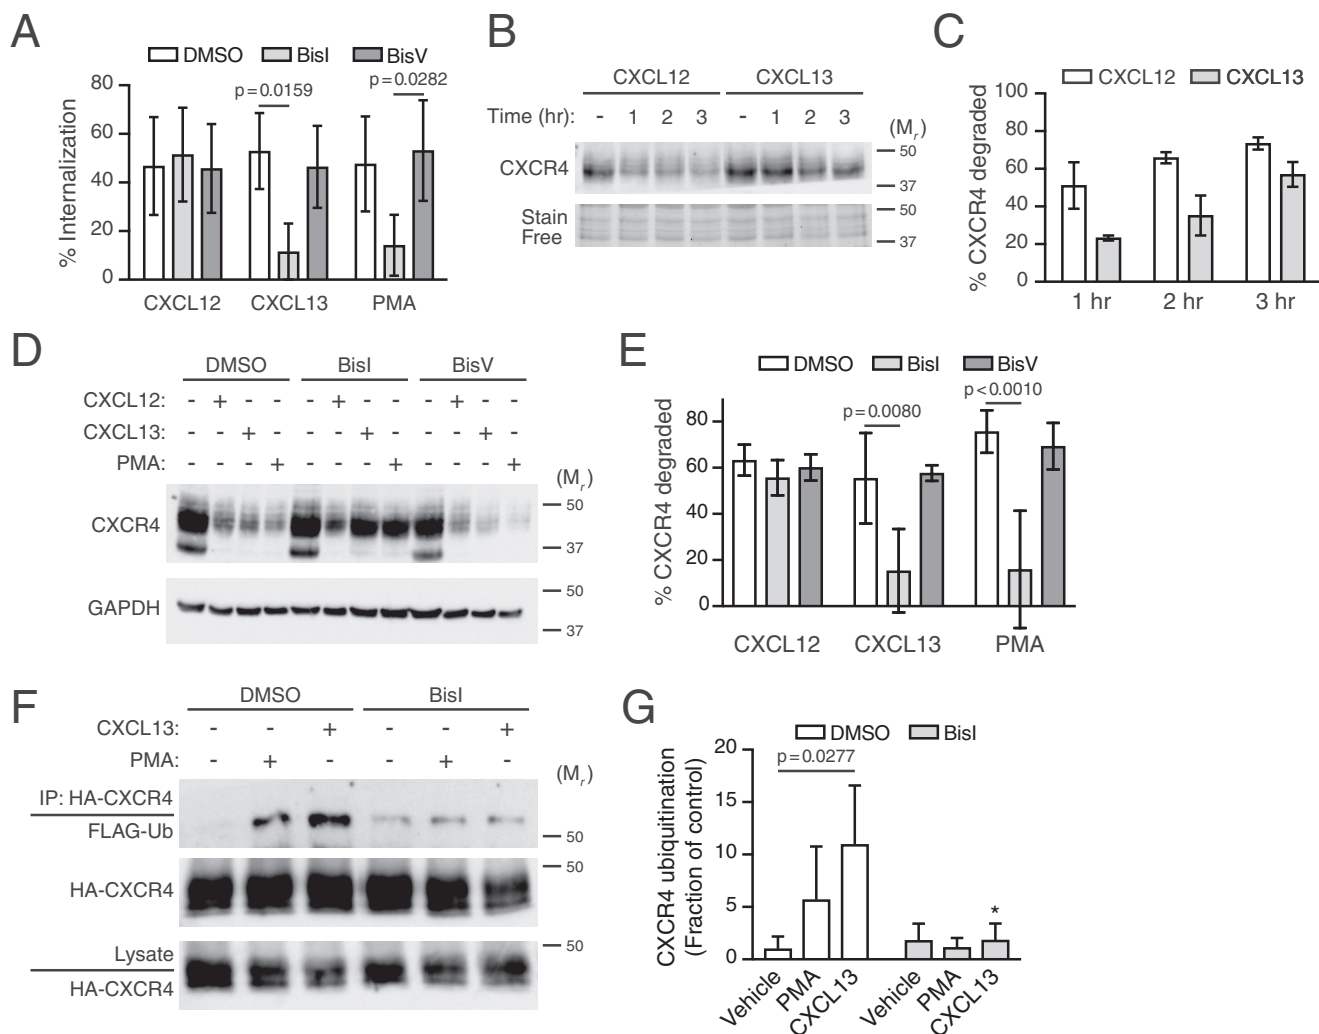 A
DMSO BisI BisV
p=0.0159
p=0.0282
% Internalization
80
60
40
20
0
CXCL12 CXCL13 PMA
B
CXCL12 CXCL13
Time (hr): - 1 2 3 - 1 2 3
(Mr)
CXCR4
50
37
Stain
Free
50
37
C
CXCL12 CXCL13
% CXCR4 degraded
100
80
60
40
20
0
1 hr 2 hr 3 hr
D
DMSO BisI BisV
CXCL12: - + - - - + - - - + - -
CXCL13: - - + - - - + - - - + -
PMA: - - - + - - - + - - - +
(Mr)
CXCR4
50
37
GAPDH
50
37
E
DMSO BisI BisV
p<0.0010
p=0.0080
% CXCR4 degraded
80
60
40
20
0
CXCL12 CXCL13 PMA
F
DMSO BisI
CXCL13: - - + - - +
PMA: - + - - + -
(Mr)
IP: HA-CXCR4
FLAG-Ub
50
HA-CXCR4
50
Lysate
HA-CXCR4
50
G
DMSO BisI
p=0.0277
CXCR4 ubiquitination
(Fraction of control)
20
15
10
5
0
*
Vehicle PMA CXCL13 Vehicle PMA CXCL13